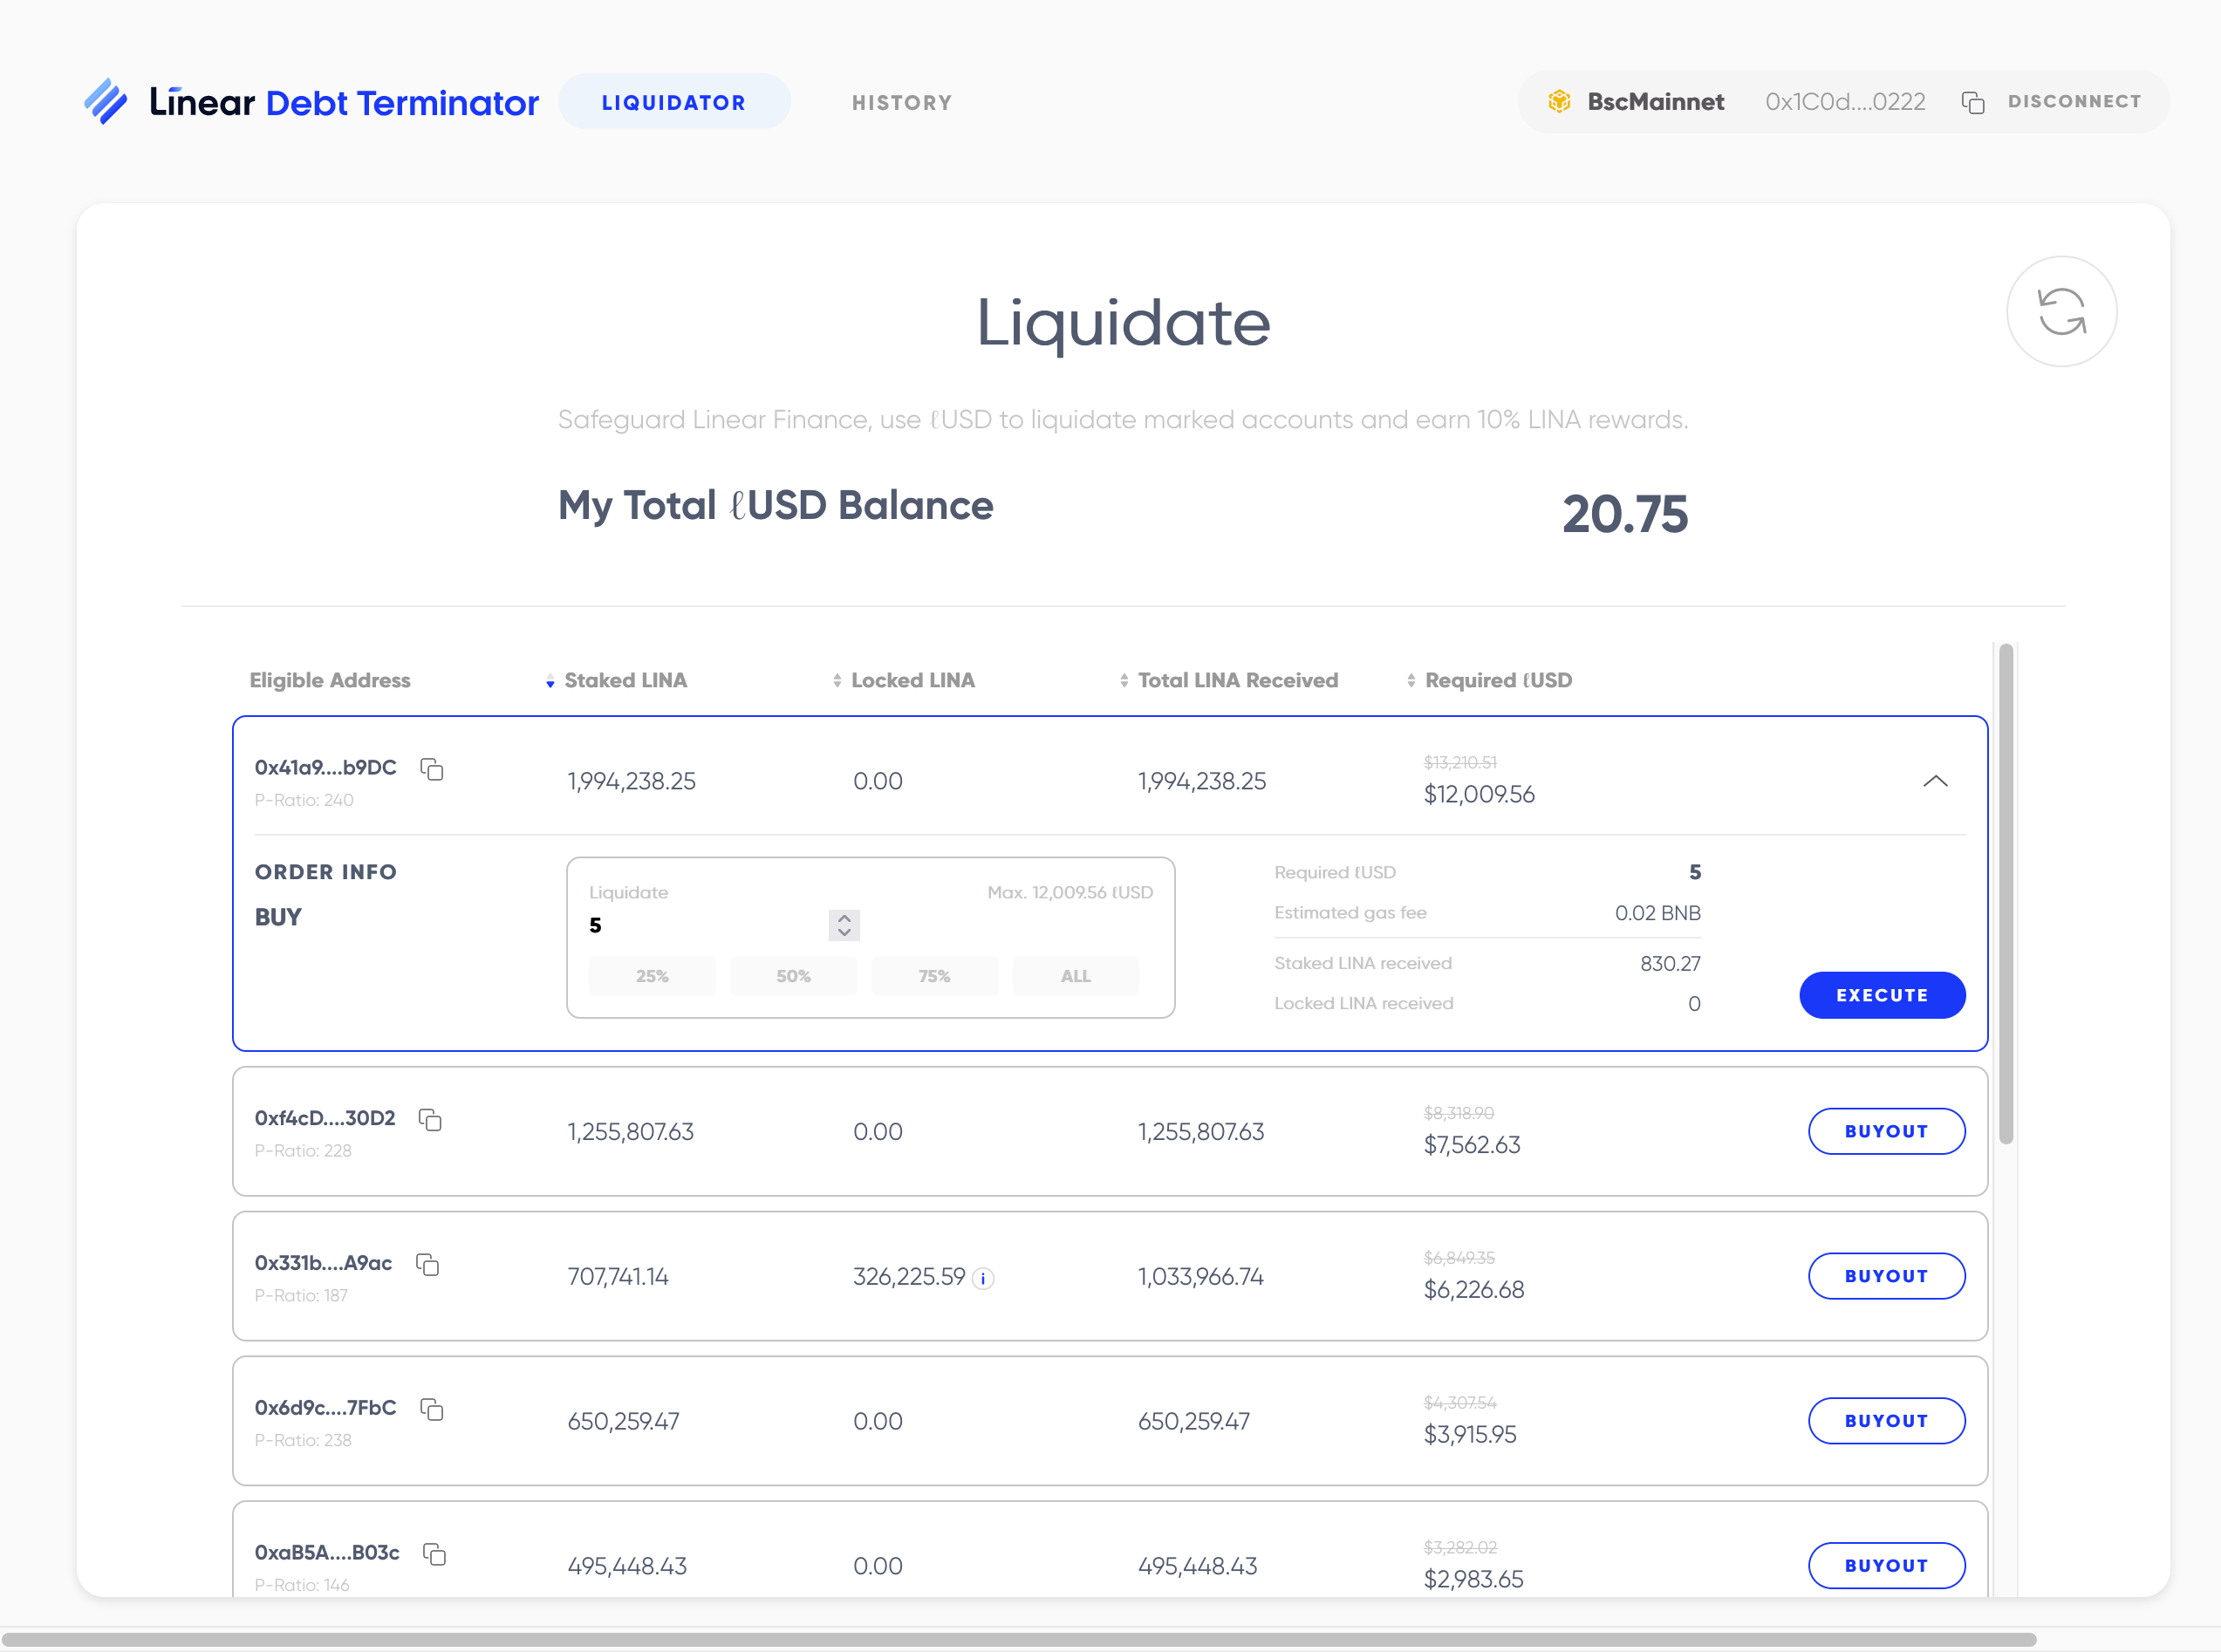 Linear Debt Terminator LIQUIDATOR HISTORY BscMainnet 0x1C0d....0222 DISCONNECT
Liquidate
Safeguard Linear Finance, use ℓUSD to liquidate marked accounts and earn 10% LINA rewards.
My Total ℓUSD Balance 20.75
Eligible Address Staked LINA Locked LINA Total LINA Received Required ℓUSD
0x41a9....b9DC 1,994,238.25 0.00 1,994,238.25 $13,210.51
P-Ratio: 240 $12,009.56
ORDER INFO
BUY
Liquidate Max. 12,009.56 ℓUSD
5
25% 50% 75% ALL
Required ℓUSD 5
Estimated gas fee 0.02 BNB
Staked LINA received 830.27
Locked LINA received 0
EXECUTE
0xf4cD....30D2 1,255,807.63 0.00 1,255,807.63 $8,318.90
P-Ratio: 228 $7,562.63
BUYOUT
0x331b....A9ac 707,741.14 326,225.59 i 1,033,966.74 $6,849.35
P-Ratio: 187 $6,226.68
BUYOUT
0x6d9c....7FbC 650,259.47 0.00 650,259.47 $4,307.54
P-Ratio: 238 $3,915.95
BUYOUT
0xaB5A....B03c 495,448.43 0.00 495,448.43 $3,282.02
P-Ratio: 146 $2,983.65
BUYOUT